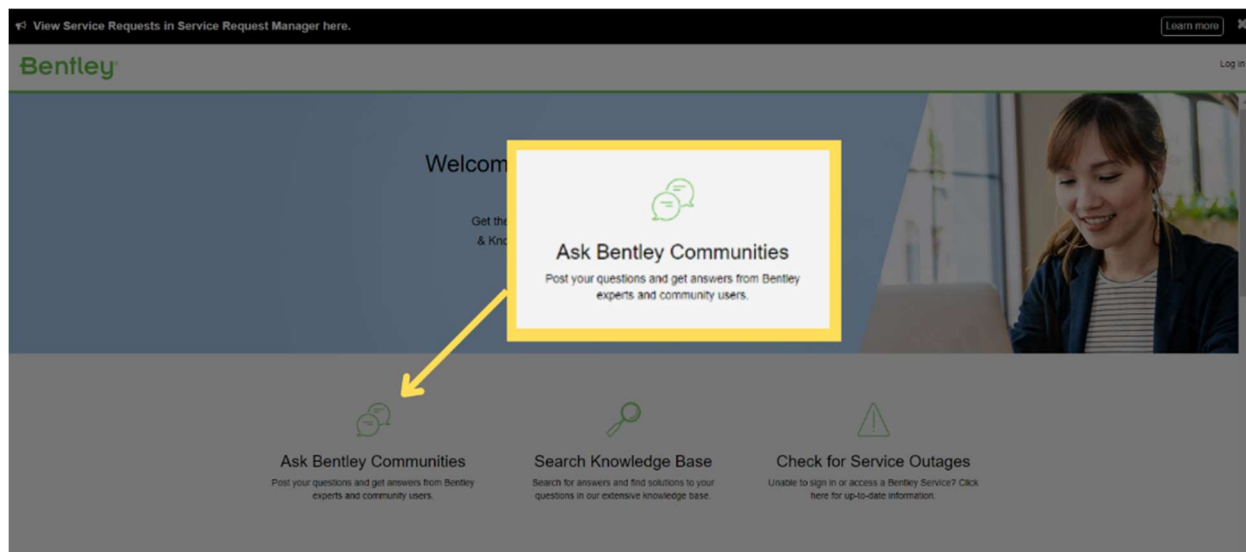 View Service Requests in Service Request Manager here.
Learn more
Bentley
Log in
Welcom
Get the
& Kno
Ask Bentley Communities
Post your questions and get answers from Bentley
experts and community users.
Ask Bentley Communities
Post your questions and get answers from Bentley
experts and community users.
Search Knowledge Base
Search for answers and find solutions to your
questions in our extensive knowledge base.
Check for Service Outages
Unable to sign in or access a Bentley Service? Click
here for up-to-date information.